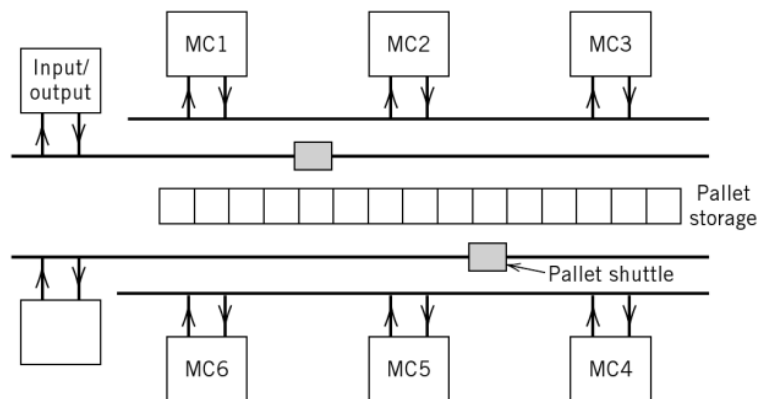 MC1
MC2
MC3
Input/
output
Pallet
storage
Pallet shuttle
MC6
MC5
MC4